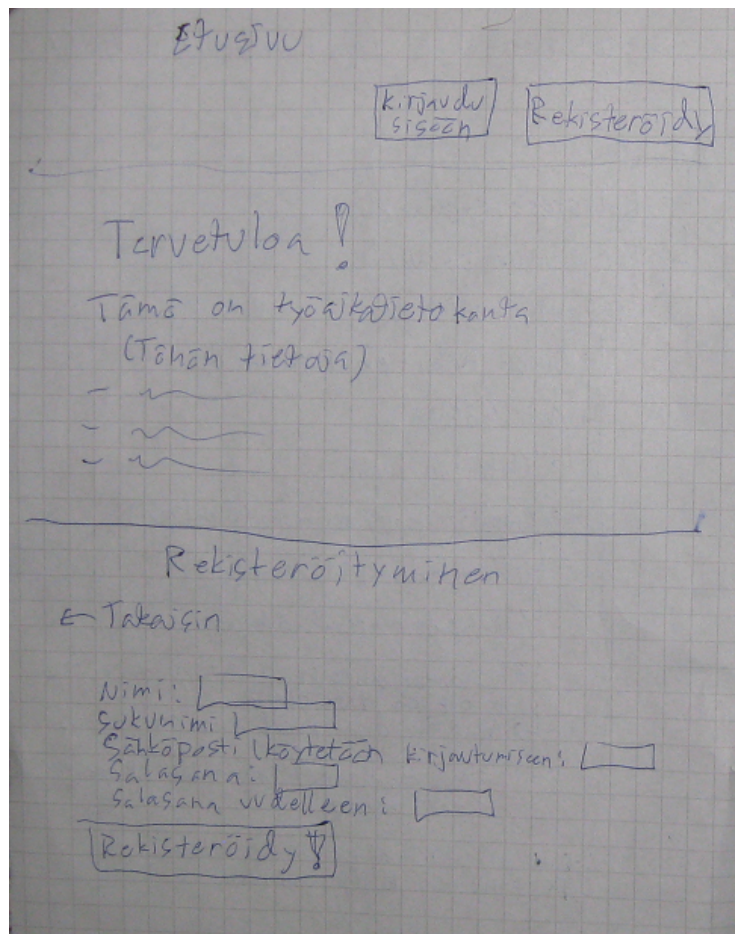 Etusivu
Kirjaudu
sisään
Rekisteröidy
Tervetuloa!
Tämä on työaikatietokanta
(Tähän tietoja)
Rekisteröityminen
← Takaisin
Nimi:
Sukunimi
Sähköposti (käytetään kirjautumiseen:
Salasana:
Salasana uudelleen:
Rekisteröidy!